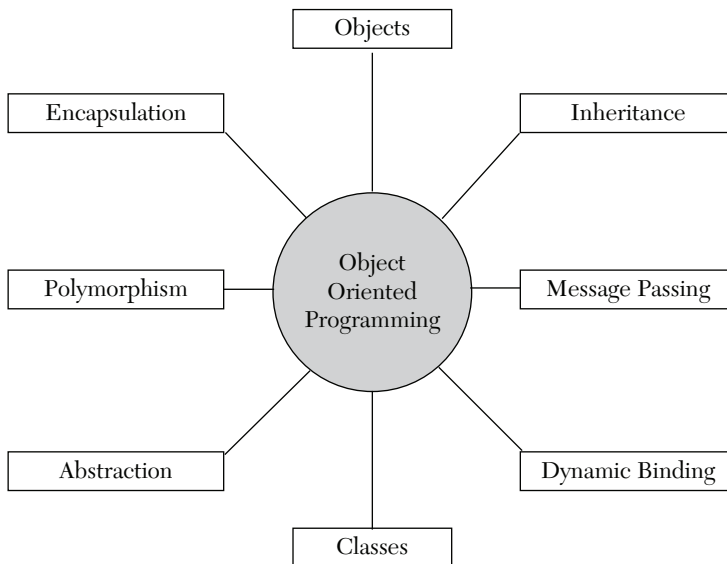 Objects
Encapsulation
Inheritance
Object
Oriented
Programming
Polymorphism
Message Passing
Abstraction
Dynamic Binding
Classes